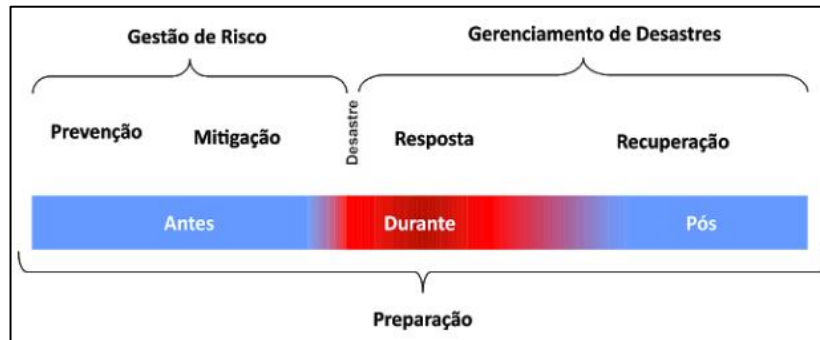 Gestão de Risco
Gerenciamento de Desastres
Prevenção
Mitigação
Desastre
Resposta
Recuperação
Antes
Durante
Pós
Preparação